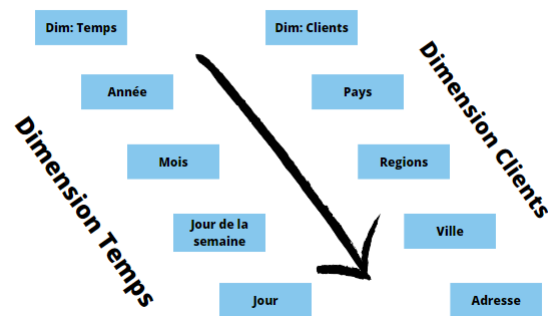 Dim: Temps
Dim: Clients
Année
Pays
Mois
Regions
Jour de la
semaine
Ville
Jour
Adresse
Dimension Temps
Dimension Clients